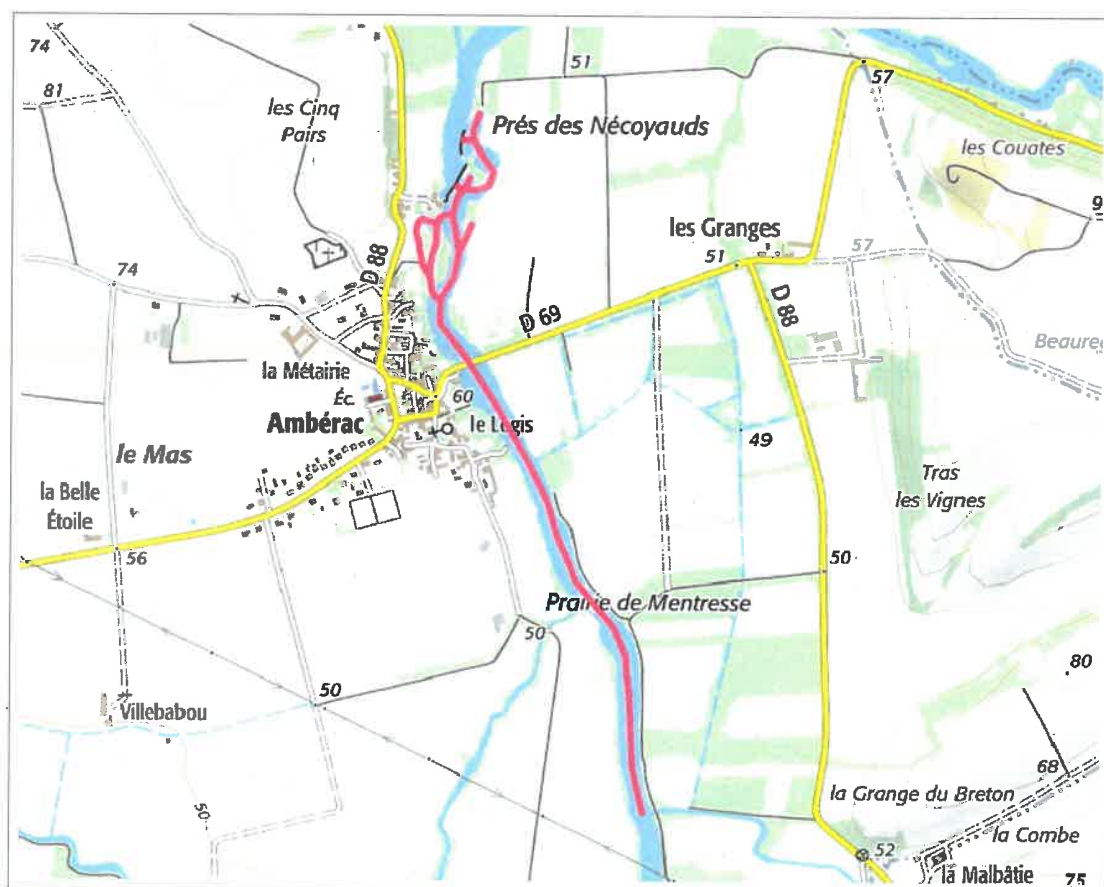 74
51
57
81
les Cinq
Pairs
Prés des Nécoyauds
les Couates
9
les Granges
57
51
74
D 88
D 69
D 88
la Métairie
Éc.
60
Ambérac
le Logis
le Mas
49
Tras
les Vignes
la Belle
Étoile
56
50
Prairie de Mentresse
50
80
50
Villebabou
68
la Grange du Breton
50
la Combe
52
la Malbâtie
75